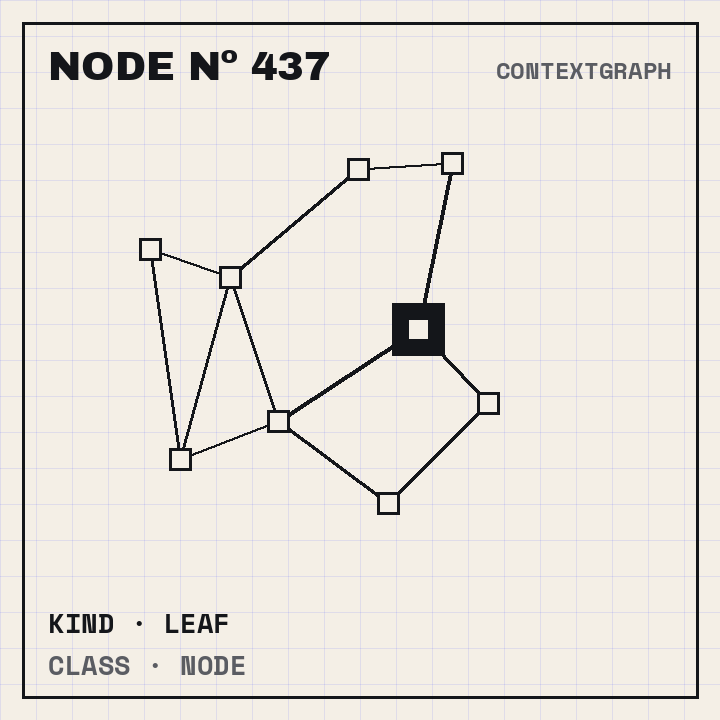 NODE Nº 437
CONTEXTGRAPH
KIND · LEAF
CLASS · NODE